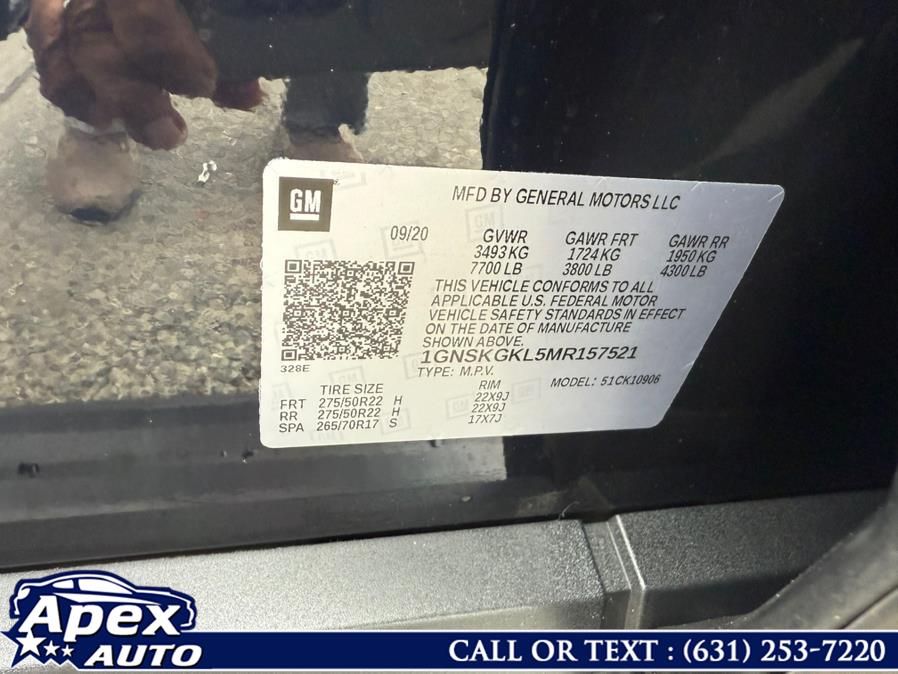 GM
MFD BY GENERAL MOTORS LLC
09/20 GVWR GAWR FRT GAWR RR
3493 KG 1724 KG 1950 KG
7700 LB 3800 LB 4300 LB
THIS VEHICLE CONFORMS TO ALL
APPLICABLE U.S. FEDERAL MOTOR
VEHICLE SAFETY STANDARDS IN EFFECT
ON THE DATE OF MANUFACTURE
SHOWN ABOVE.
1GNSKGKL5MR157521
328E
TYPE: M.P.V. MODEL: 51CK10906
TIRE SIZE RIM
FRT 275/50R22 H 22X9J
RR 275/50R22 H 22X9J
SPA 265/70R17 S 17X7J
Apex
AUTO
CALL OR TEXT : (631) 253-7220